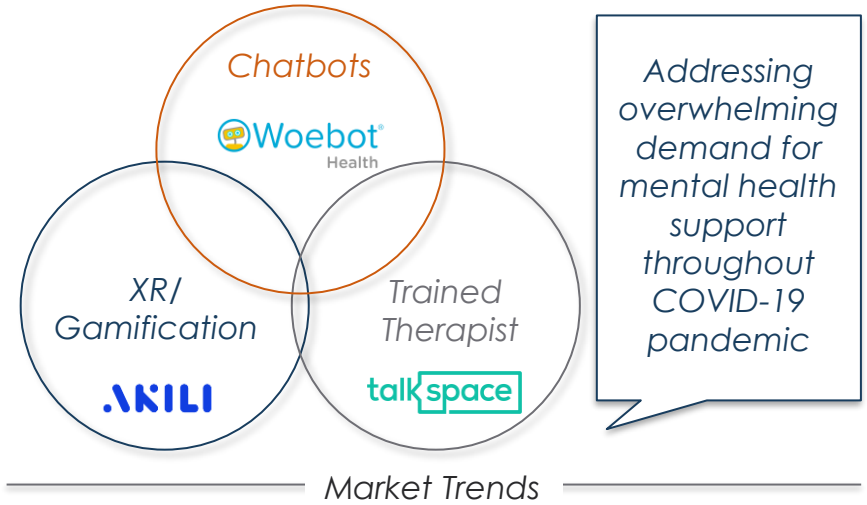 Chatbots
Woebot®
Health
XR/
Gamification
AKILI
Trained
Therapist
talkspace
Addressing
overwhelming
demand for
mental health
support
throughout
COVID-19
pandemic
Market Trends